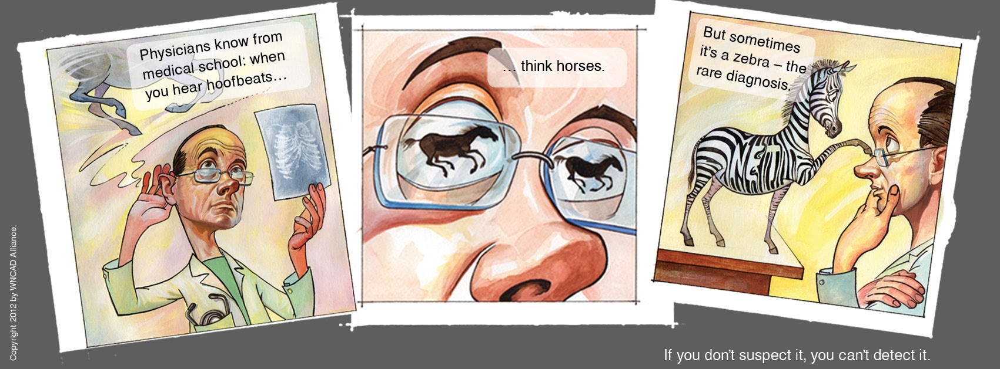 Physicians know from
medical school: when
you hear hoofbeats…
… think horses.
But sometimes
it's a zebra – the
rare diagnosis.
NETS
If you don't suspect it, you can't detect it.
Copyright 2012 by WNCAD Alliance.